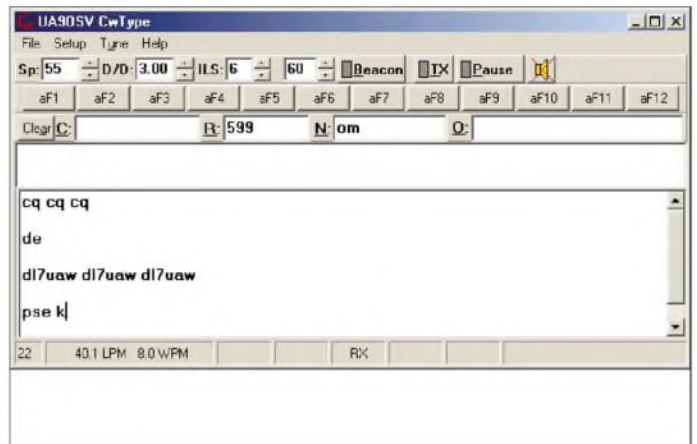 UA9OSV CwType
File Setup Tune Help
Sp: 55 D/D: 3.00 ILS: 6 60 Beacon TX Pause
aF1 aF2 aF3 aF4 aF5 aF6 aF7 aF8 aF9 aF10 aF11 aF12
Clear C: R: 599 N: om O:
cq cq cq
de
dl7uaw dl7uaw dl7uaw
pse k
22 40.1 LPM 8.0 WPM RX